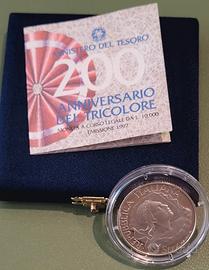 MINISTERO DEL TESORO
200
ANNIVERSARIO
DEL TRICOLORE
MONETA A CORSO LEGALE DA L. 10.000
EMISSIONE 1997
REPUBBLICA ITALIANA